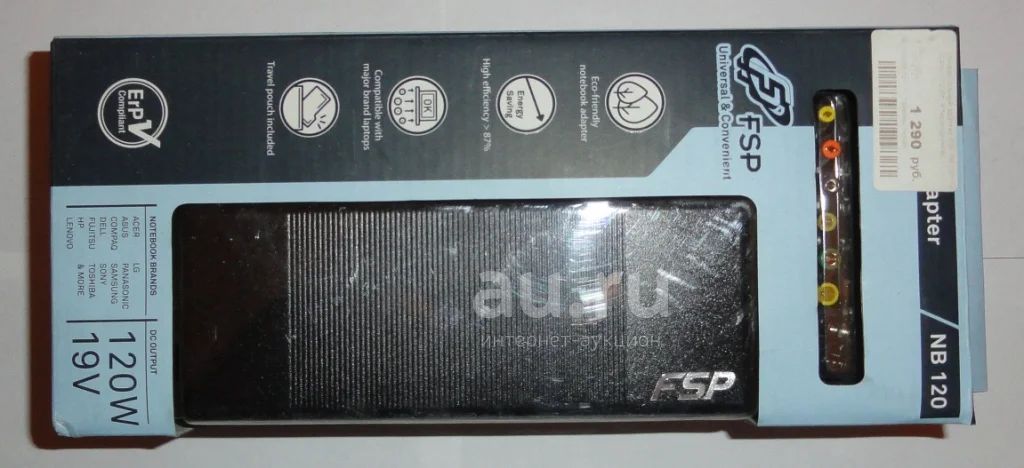 FSP
Universal & Convenient
Eco-friendly
notebook adapter
Energy
Saving
High efficiency > 87%
OK
Compatible with
major brand laptops
Travel pouch included
ErP
Compliant
1 290 руб.
apter
NB 120
NOTEBOOK BRANDS
ACER
ASUS
COMPAQ
DELL
FUJITSU
HP
LENOVO
LG
PANASONIC
SAMSUNG
SONY
TOSHIBA
& MORE
DC OUTPUT
120W
19V
FSP
au.ru
интернет-аукцион